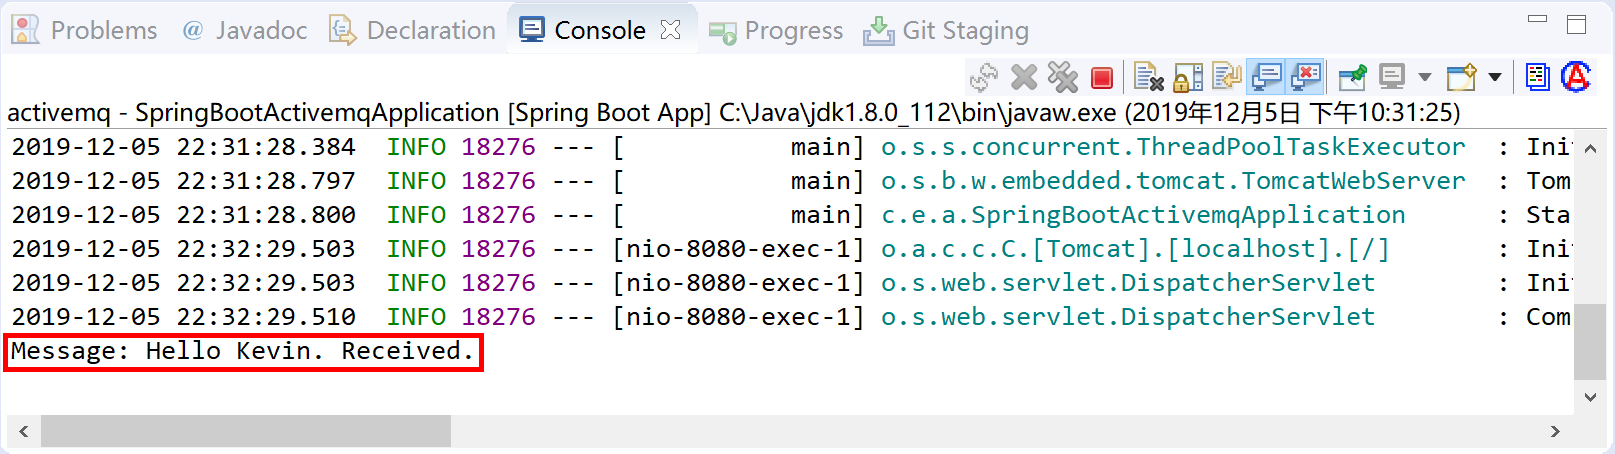 Problems @ Javadoc Declaration Console Progress Git Staging
activemq - SpringBootActivemqApplication [Spring Boot App] C:\Java\jdk1.8.0_112\bin\javaw.exe (2019年12月5日 下午10:31:25)
2019-12-05 22:31:28.384  INFO 18276 --- [           main] o.s.s.concurrent.ThreadPoolTaskExecutor  : Ini
2019-12-05 22:31:28.797  INFO 18276 --- [           main] o.s.b.w.embedded.tomcat.TomcatWebServer  : Tom
2019-12-05 22:31:28.800  INFO 18276 --- [           main] c.e.a.SpringBootActivemqApplication      : Sta
2019-12-05 22:32:29.503  INFO 18276 --- [nio-8080-exec-1] o.a.c.c.C.[Tomcat].[localhost].[/]       : Ini
2019-12-05 22:32:29.503  INFO 18276 --- [nio-8080-exec-1] o.s.web.servlet.DispatcherServlet        : Ini
2019-12-05 22:32:29.510  INFO 18276 --- [nio-8080-exec-1] o.s.web.servlet.DispatcherServlet        : Com
Message: Hello Kevin. Received.